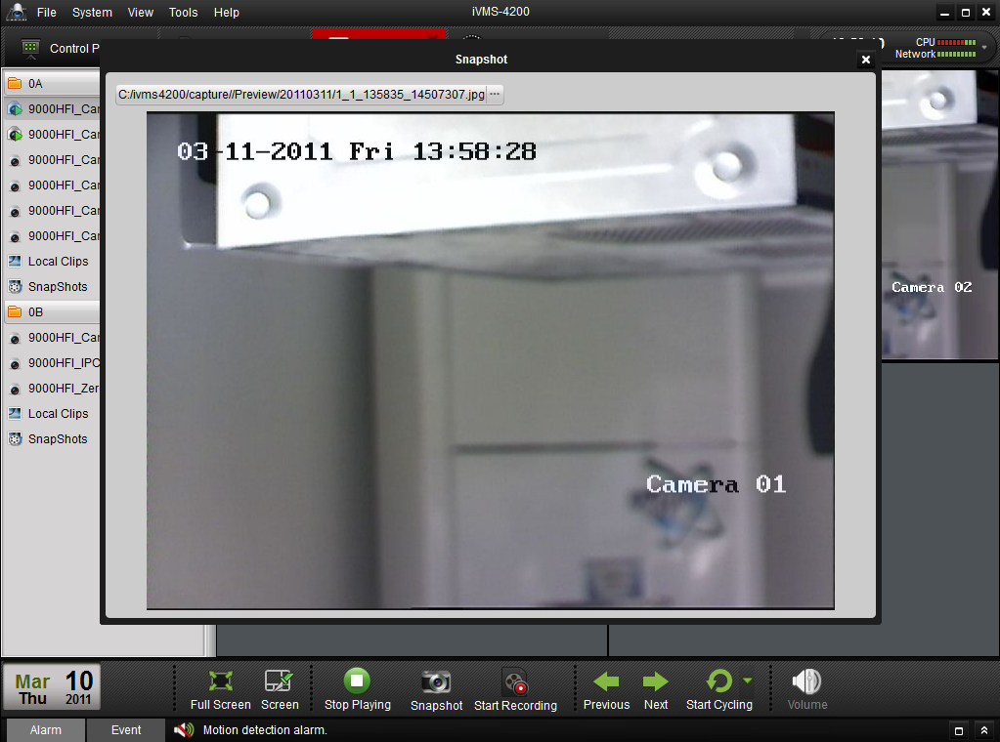 File System View Tools Help
iVMS-4200
Control P
CPU
Network
Snapshot
C:/ivms4200/capture//Preview/20110311/1_1_135835_14507307.jpg
0A
9000HFI_Car
9000HFI_Car
9000HFI_Car
9000HFI_Car
9000HFI_Car
9000HFI_Car
Local Clips
SnapShots
0B
9000HFI_Car
9000HFI_IPC
9000HFI_Zer
Local Clips
SnapShots
03-11-2011 Fri 13:58:28
Camera 01
Camera 02
Mar 10
Thu 2011
Full Screen
Screen
Stop Playing
Snapshot
Start Recording
Previous
Next
Start Cycling
Volume
Alarm
Event
Motion detection alarm.